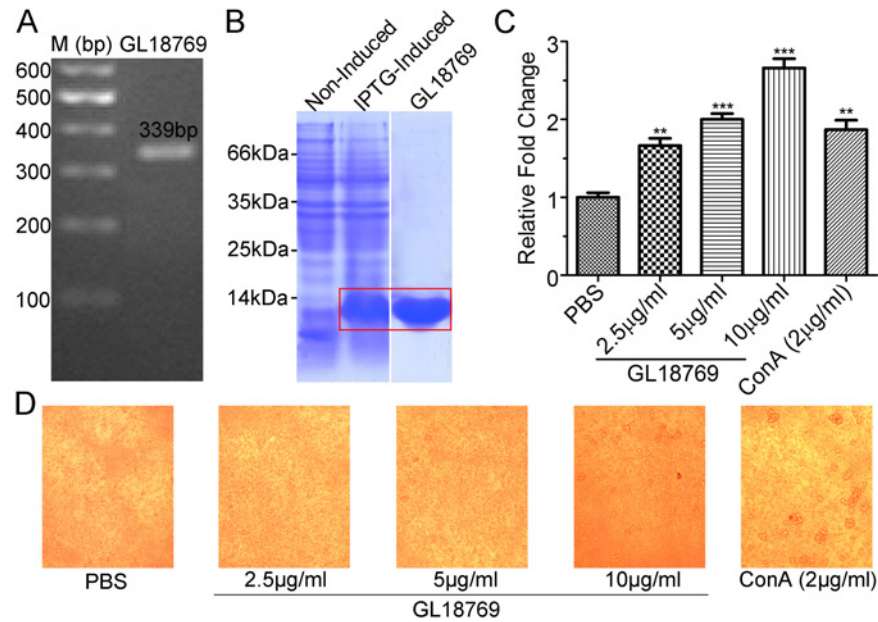 A
M (bp) GL18769
600
500
400
339bp
300
200
100
B
Non-Induced
IPTG-Induced
GL18769
66kDa
35kDa
25kDa
14kDa
C
Relative Fold Change
3
2
1
0
**
***
***
**
PBS
2.5μg/ml
5μg/ml
10μg/ml
ConA (2μg/ml)
GL18769
D
PBS
2.5μg/ml
5μg/ml
10μg/ml
ConA (2μg/ml)
GL18769